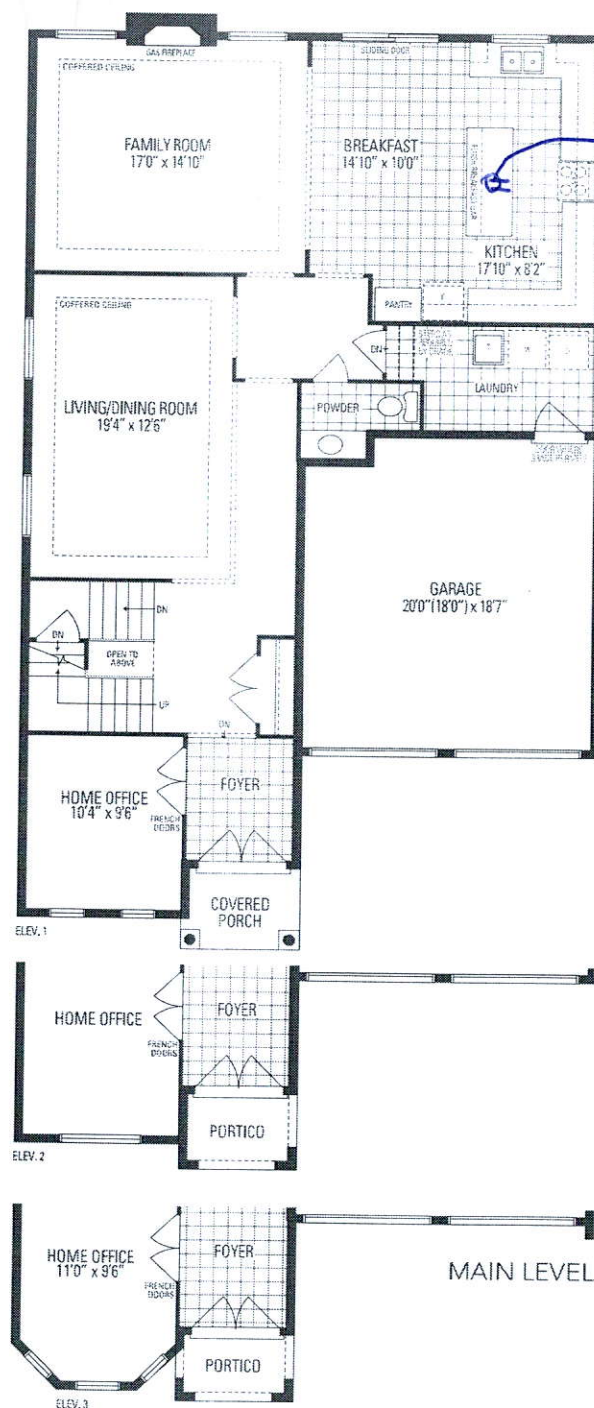 GAS FIREPLACE
SLIDING DOOR
COFFERED CEILING
FAMILY ROOM
17'0" x 14'10"
BREAKFAST
14'10" x 10'0"
KITCHEN
17'10" x 8'2"
PANTRY
F
COFFERED CEILING
DN
LAUNDRY
LIVING/DINING ROOM
19'4" x 12'6"
POWDER
GARAGE
20'0"(18'0") x 18'7"
DN
DN
OPEN TO
ABOVE
UP
DN
HOME OFFICE
10'4" x 9'6"
FRENCH
DOORS
FOYER
COVERED
PORCH
ELEV. 1
HOME OFFICE
FRENCH
DOORS
FOYER
PORTICO
ELEV. 2
HOME OFFICE
11'0" x 9'6"
FRENCH
DOORS
FOYER
MAIN LEVEL
PORTICO
ELEV. 3